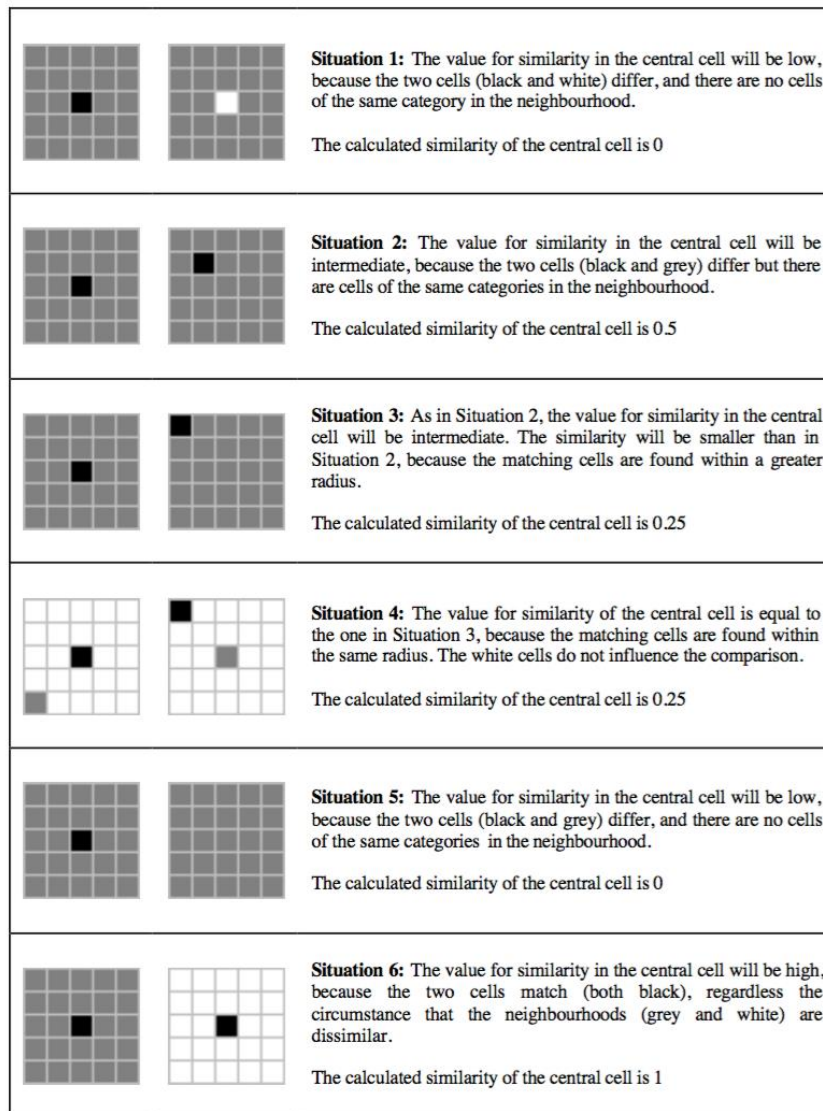 Situation 1: The value for similarity in the central cell will be low,
because the two cells (black and white) differ, and there are no cells
of the same category in the neighbourhood.
The calculated similarity of the central cell is 0
Situation 2: The value for similarity in the central cell will be
intermediate, because the two cells (black and grey) differ but there
are cells of the same categories in the neighbourhood.
The calculated similarity of the central cell is 0.5
Situation 3: As in Situation 2, the value for similarity in the central
cell will be intermediate. The similarity will be smaller than in
Situation 2, because the matching cells are found within a greater
radius.
The calculated similarity of the central cell is 0.25
Situation 4: The value for similarity of the central cell is equal to
the one in Situation 3, because the matching cells are found within
the same radius. The white cells do not influence the comparison.
The calculated similarity of the central cell is 0.25
Situation 5: The value for similarity in the central cell will be low,
because the two cells (black and grey) differ, and there are no cells
of the same categories in the neighbourhood.
The calculated similarity of the central cell is 0
Situation 6: The value for similarity in the central cell will be high,
because the two cells match (both black), regardless the
circumstance that the neighbourhoods (grey and white) are
dissimilar.
The calculated similarity of the central cell is 1